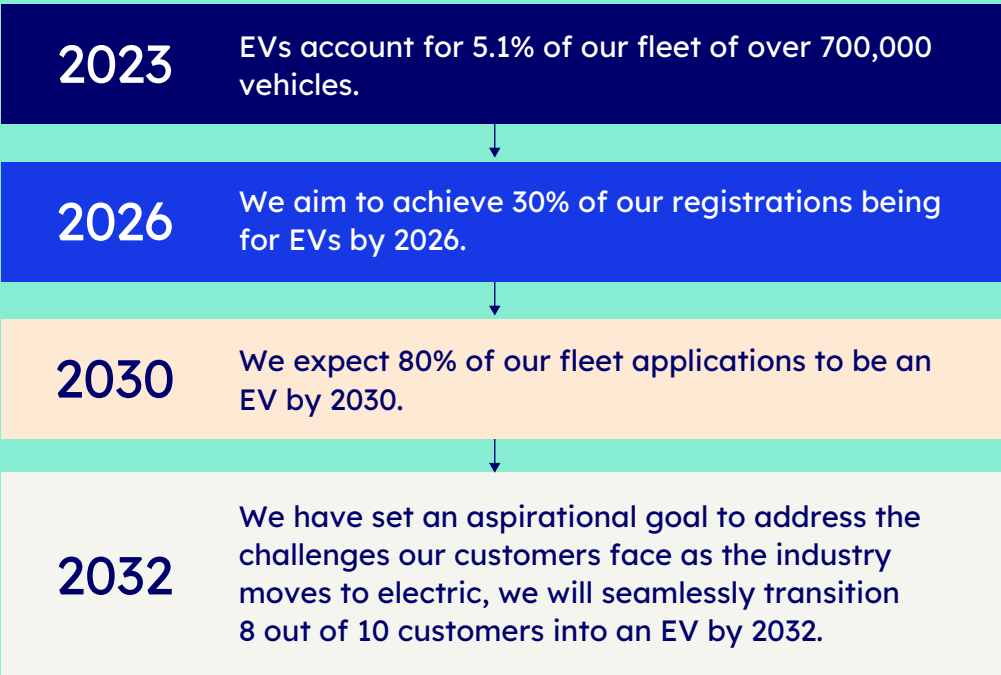 2023
EVs account for 5.1% of our fleet of over 700,000
vehicles.
2026
We aim to achieve 30% of our registrations being
for EVs by 2026.
2030
We expect 80% of our fleet applications to be an
EV by 2030.
2032
We have set an aspirational goal to address the
challenges our customers face as the industry
moves to electric, we will seamlessly transition
8 out of 10 customers into an EV by 2032.